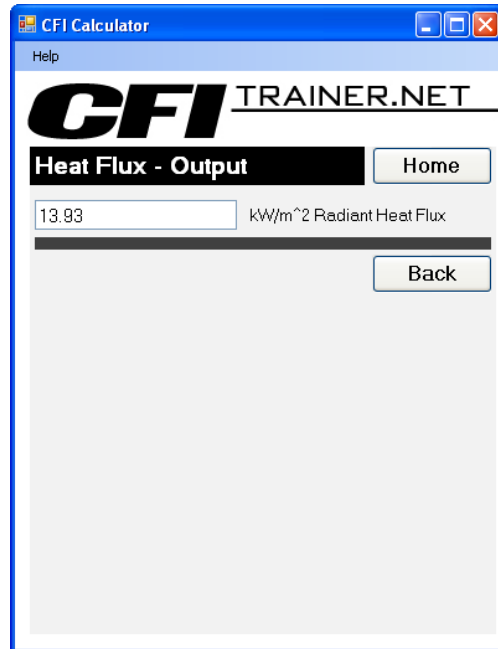 CFI Calculator
Help
CFI TRAINER.NET
Heat Flux - Output
Home
13.93 kW/m^2 Radiant Heat Flux
Back